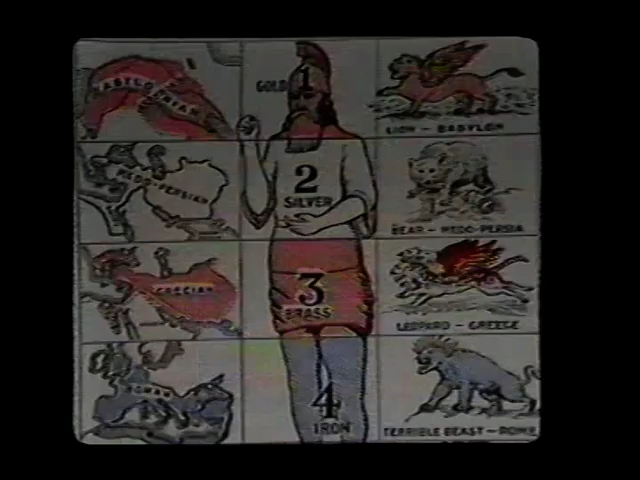 BABYLONIAN
GOLD 1
LION - BABYLON
MEDO-PERSIAN
2
SILVER
BEAR - MEDO-PERSIA
GRECIAN
3
BRASS
LEOPARD - GREECE
ROMAN
4
IRON
TERRIBLE BEAST - ROME